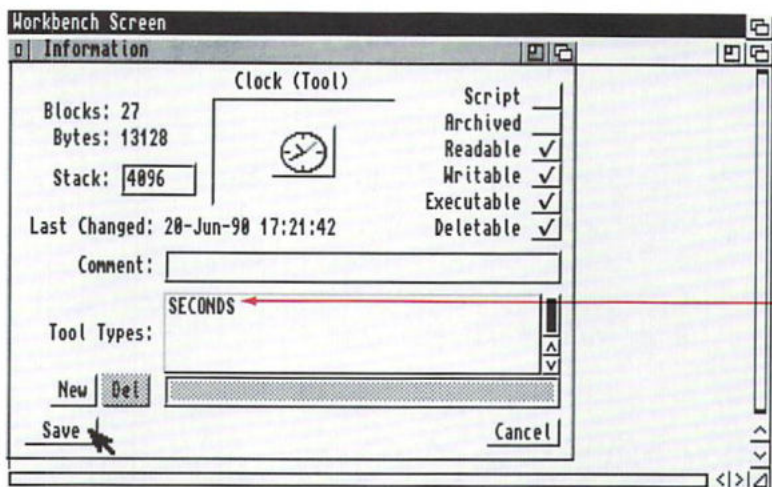 Workbench Screen
Information
Clock (Tool)
Blocks: 27
Bytes: 13128
Stack: 4096
Script
Archived
Readable ✓
Writable ✓
Executable ✓
Deletable ✓
Last Changed: 20-Jun-90 17:21:42
Comment:
Tool Types:
SECONDS
New
Del
Save
Cancel